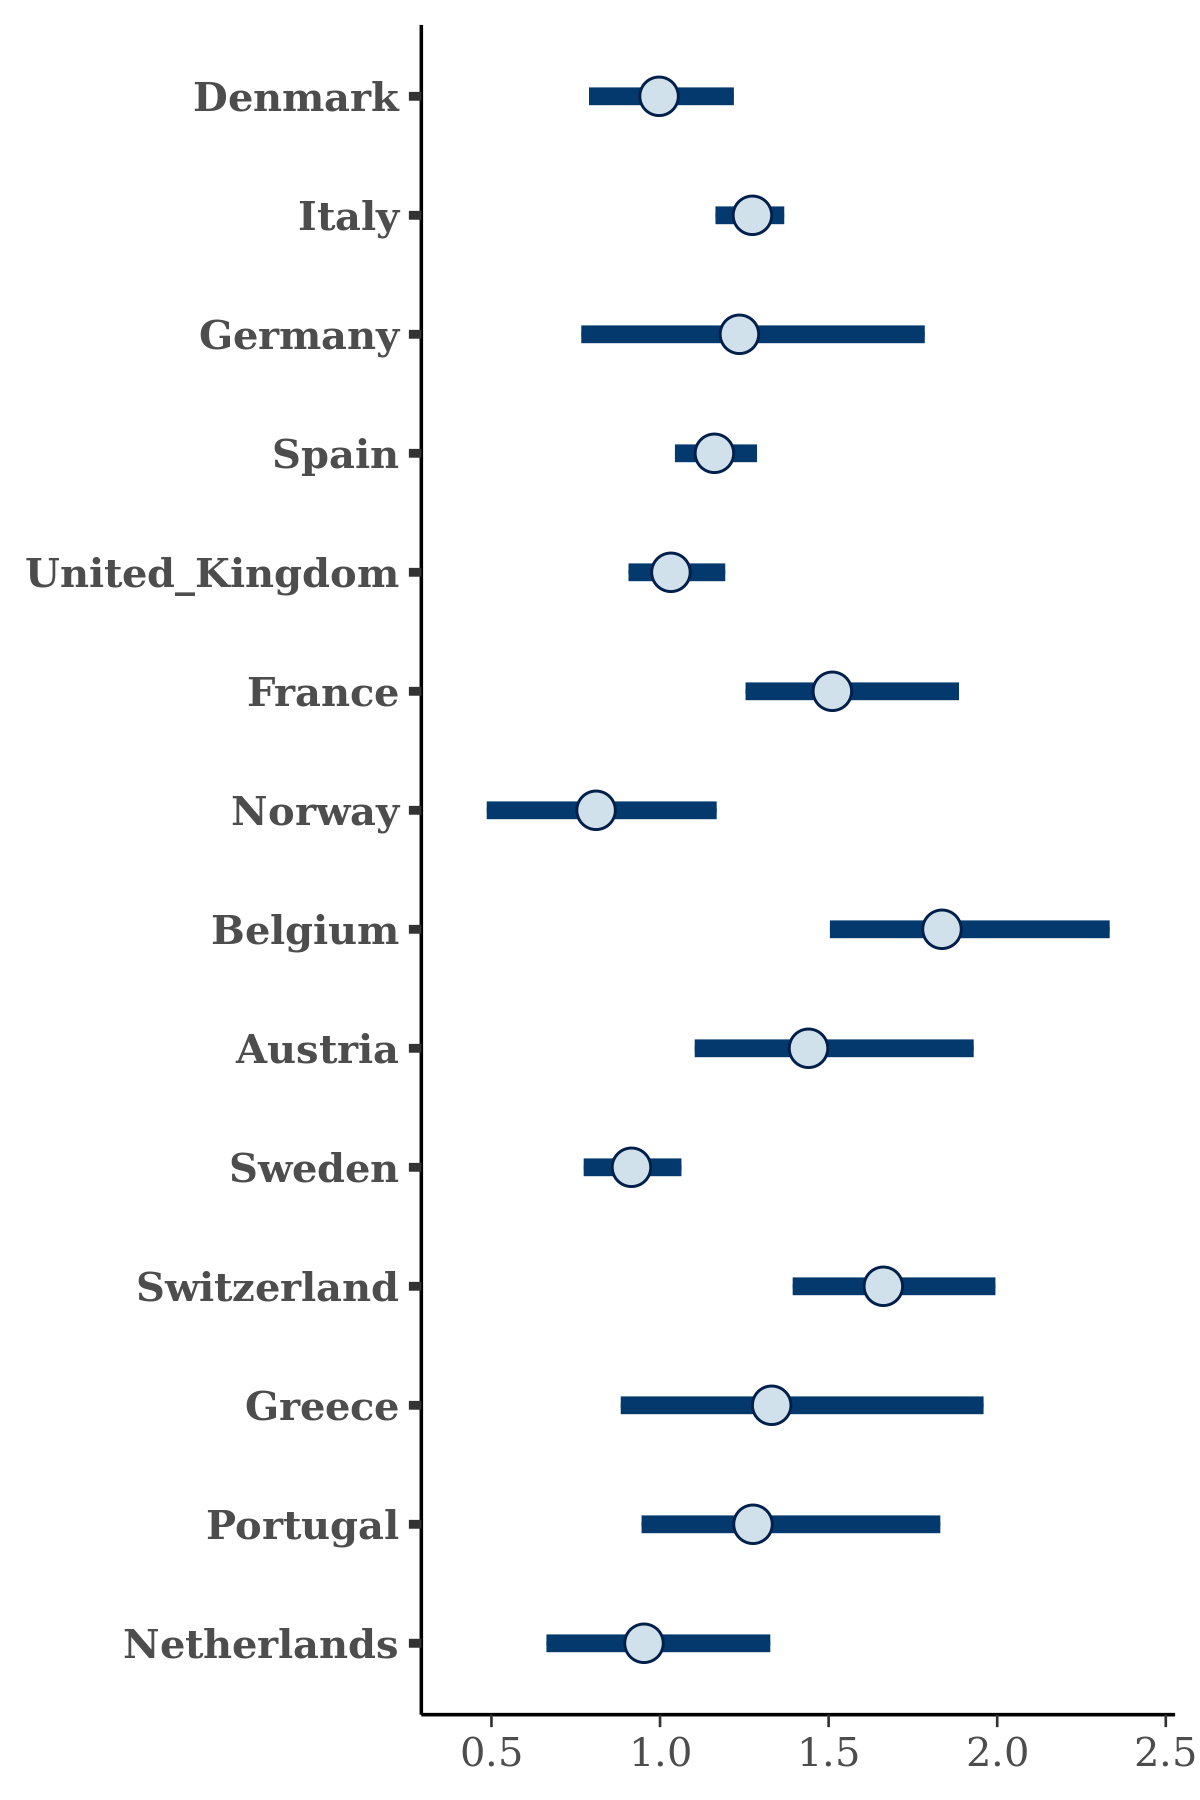 Denmark
Italy
Germany
Spain
United_Kingdom
France
Norway
Belgium
Austria
Sweden
Switzerland
Greece
Portugal
Netherlands
0.5 1.0 1.5 2.0 2.5